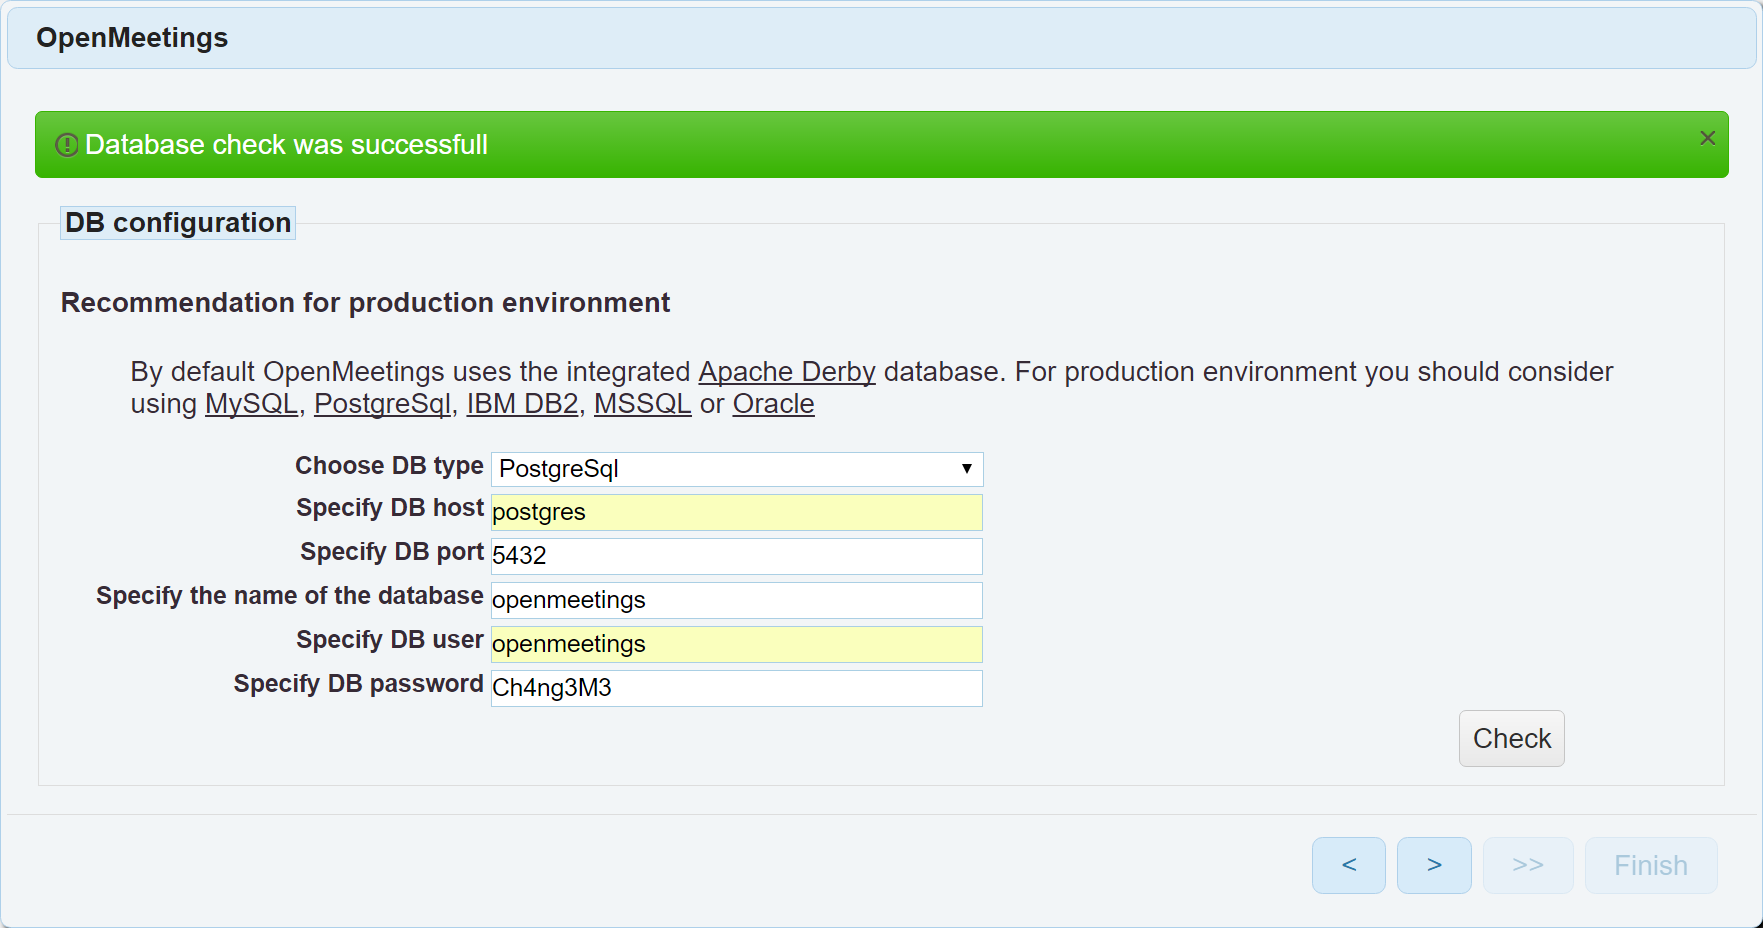 OpenMeetings
Database check was successfull
DB configuration
Recommendation for production environment
By default OpenMeetings uses the integrated Apache Derby database. For production environment you should consider
using MySQL, PostgreSql, IBM DB2, MSSQL or Oracle
Choose DB type PostgreSql
Specify DB host postgres
Specify DB port 5432
Specify the name of the database openmeetings
Specify DB user openmeetings
Specify DB password Ch4ng3M3
Check
< > >> Finish